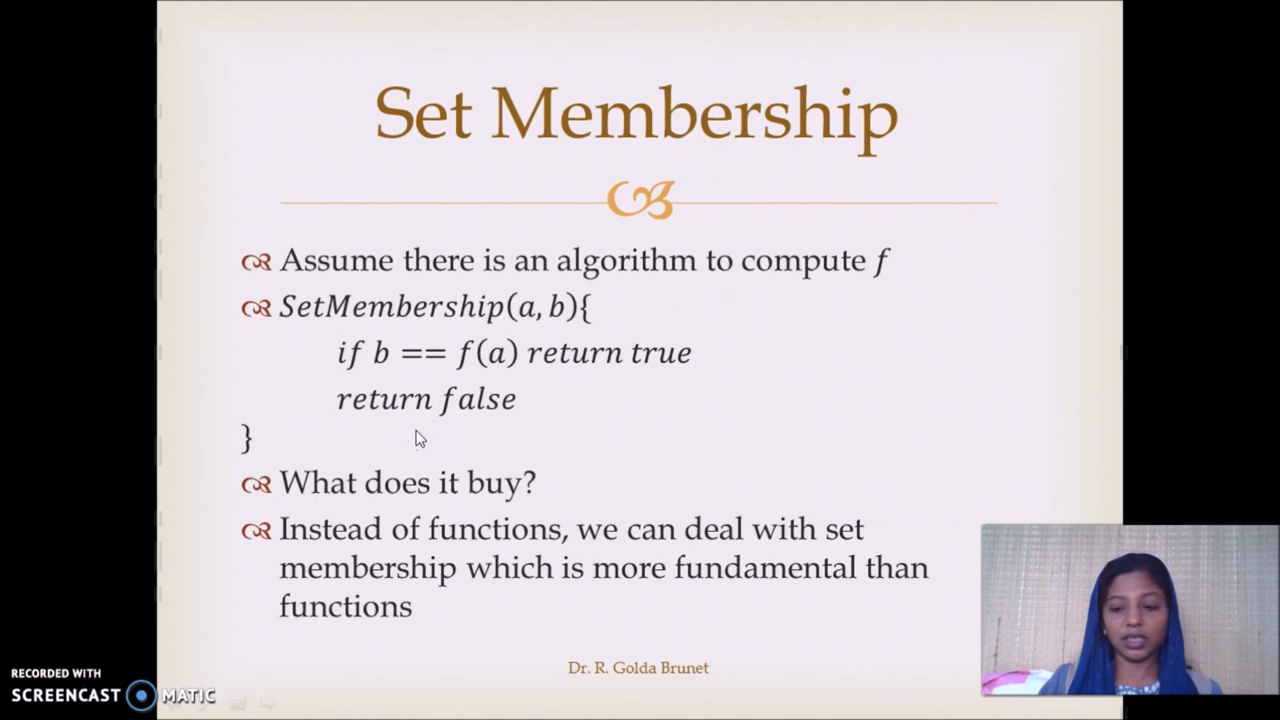 Set Membership
Assume there is an algorithm to compute f
SetMembership(a, b){
if b == f(a) return true
return false
}
What does it buy?
Instead of functions, we can deal with set
membership which is more fundamental than
functions
Dr. R. Golda Brunet
RECORDED WITH
SCREENCAST MATIC